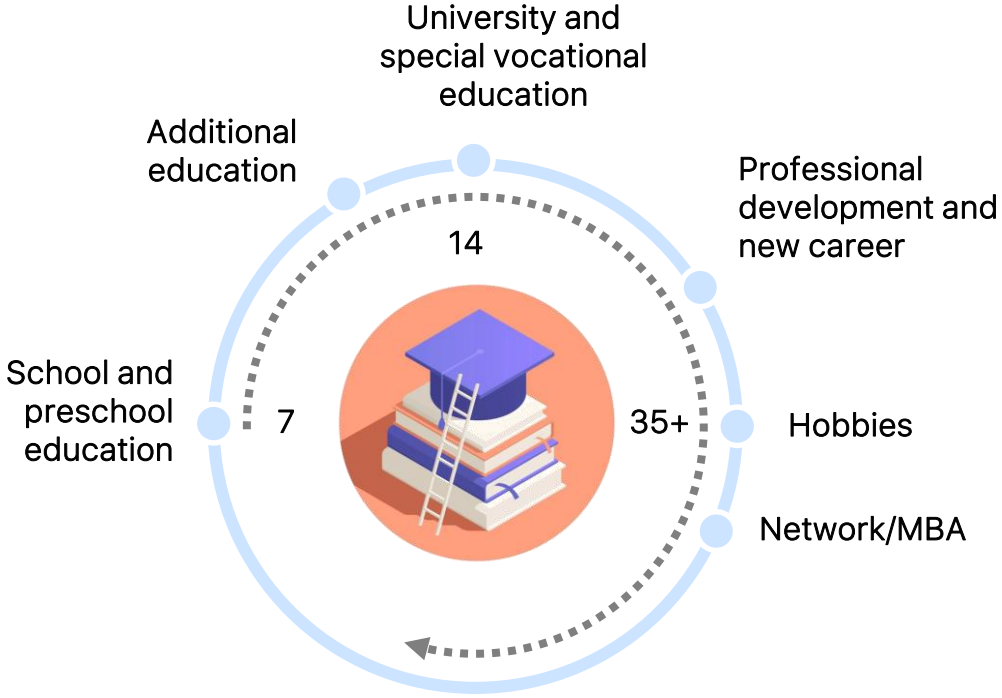 University and
special vocational
education
Additional
education
Professional
development and
new career
14
School and
preschool
education
7
35+
Hobbies
Network/MBA